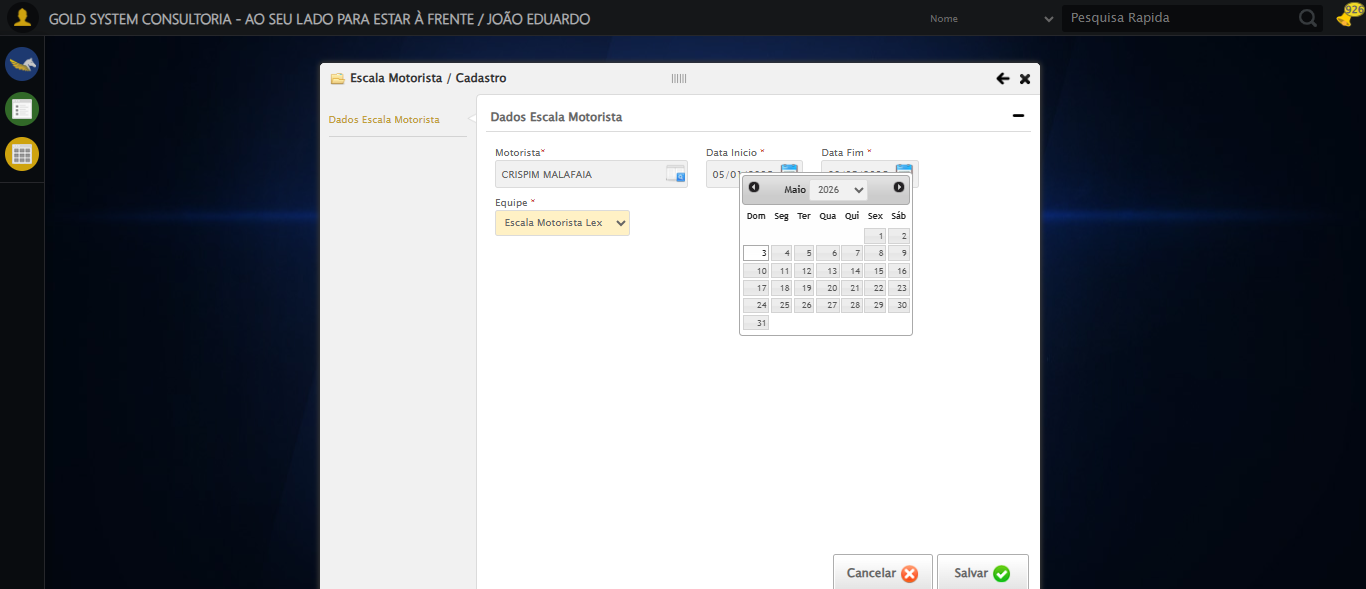 GOLD SYSTEM CONSULTORIA - AO SEU LADO PARA ESTAR À FRENTE / JOÃO EDUARDO
Nome
Pesquisa Rapida
926
Escala Motorista / Cadastro
Dados Escala Motorista
Dados Escala Motorista
Motorista*
Data Inicio *
Data Fim *
CRISPIM MALAFAIA
Equipe *
Escala Motorista Lex
Maio 2026
Dom Seg Ter Qua Qui Sex Sáb
1 2
3 4 5 6 7 8 9
10 11 12 13 14 15 16
17 18 19 20 21 22 23
24 25 26 27 28 29 30
31
Cancelar
Salvar